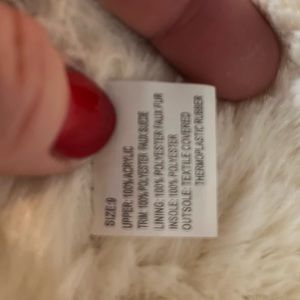 SIZE:9
UPPER: 100% ACRYLIC
TRIM: 100% POLYESTER FAUX SUEDE
LINING: 100% POLYESTER FAUX FUR
INSOLE: 100% POLYESTER
OUTSOLE: TEXTILE COVERED
THERMOPLASTIC RUBBER